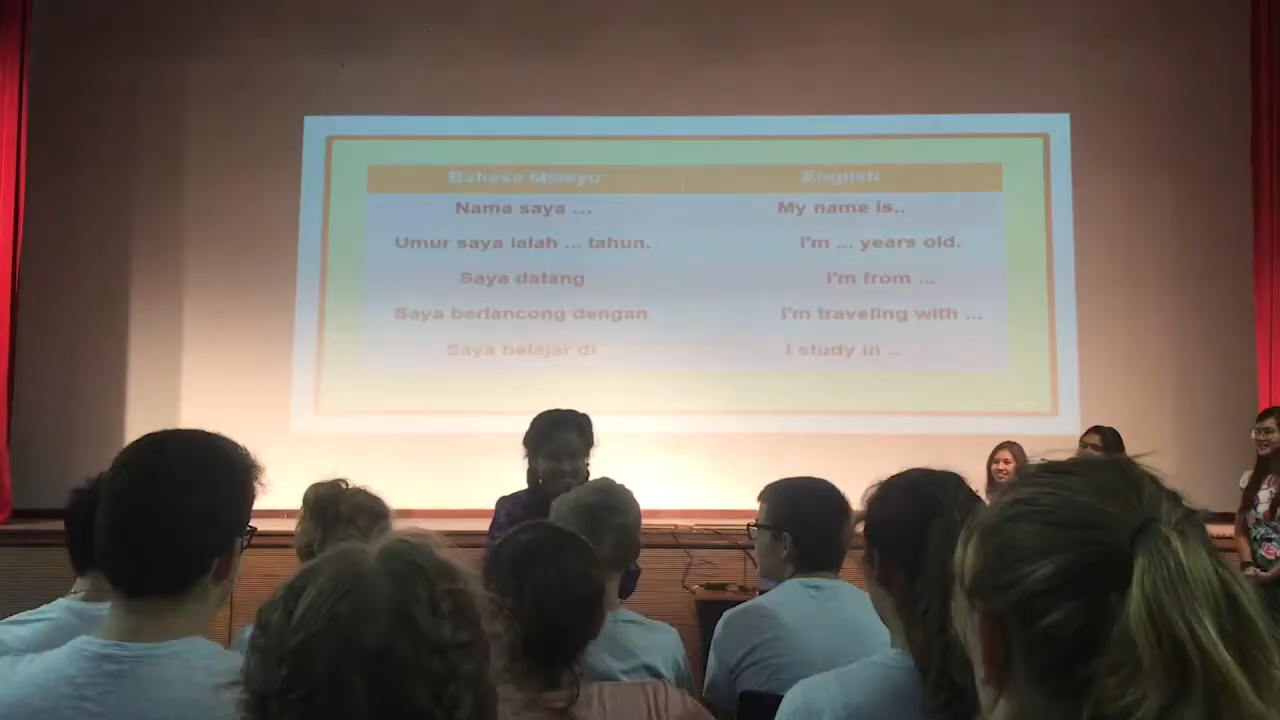 Bahasa Melayu English
Nama saya ... My name is..
Umur saya ialah ... tahun. I'm ... years old.
Saya datang I'm from ...
Saya berlancong dengan I'm traveling with ...
Saya belajar di I study in ..